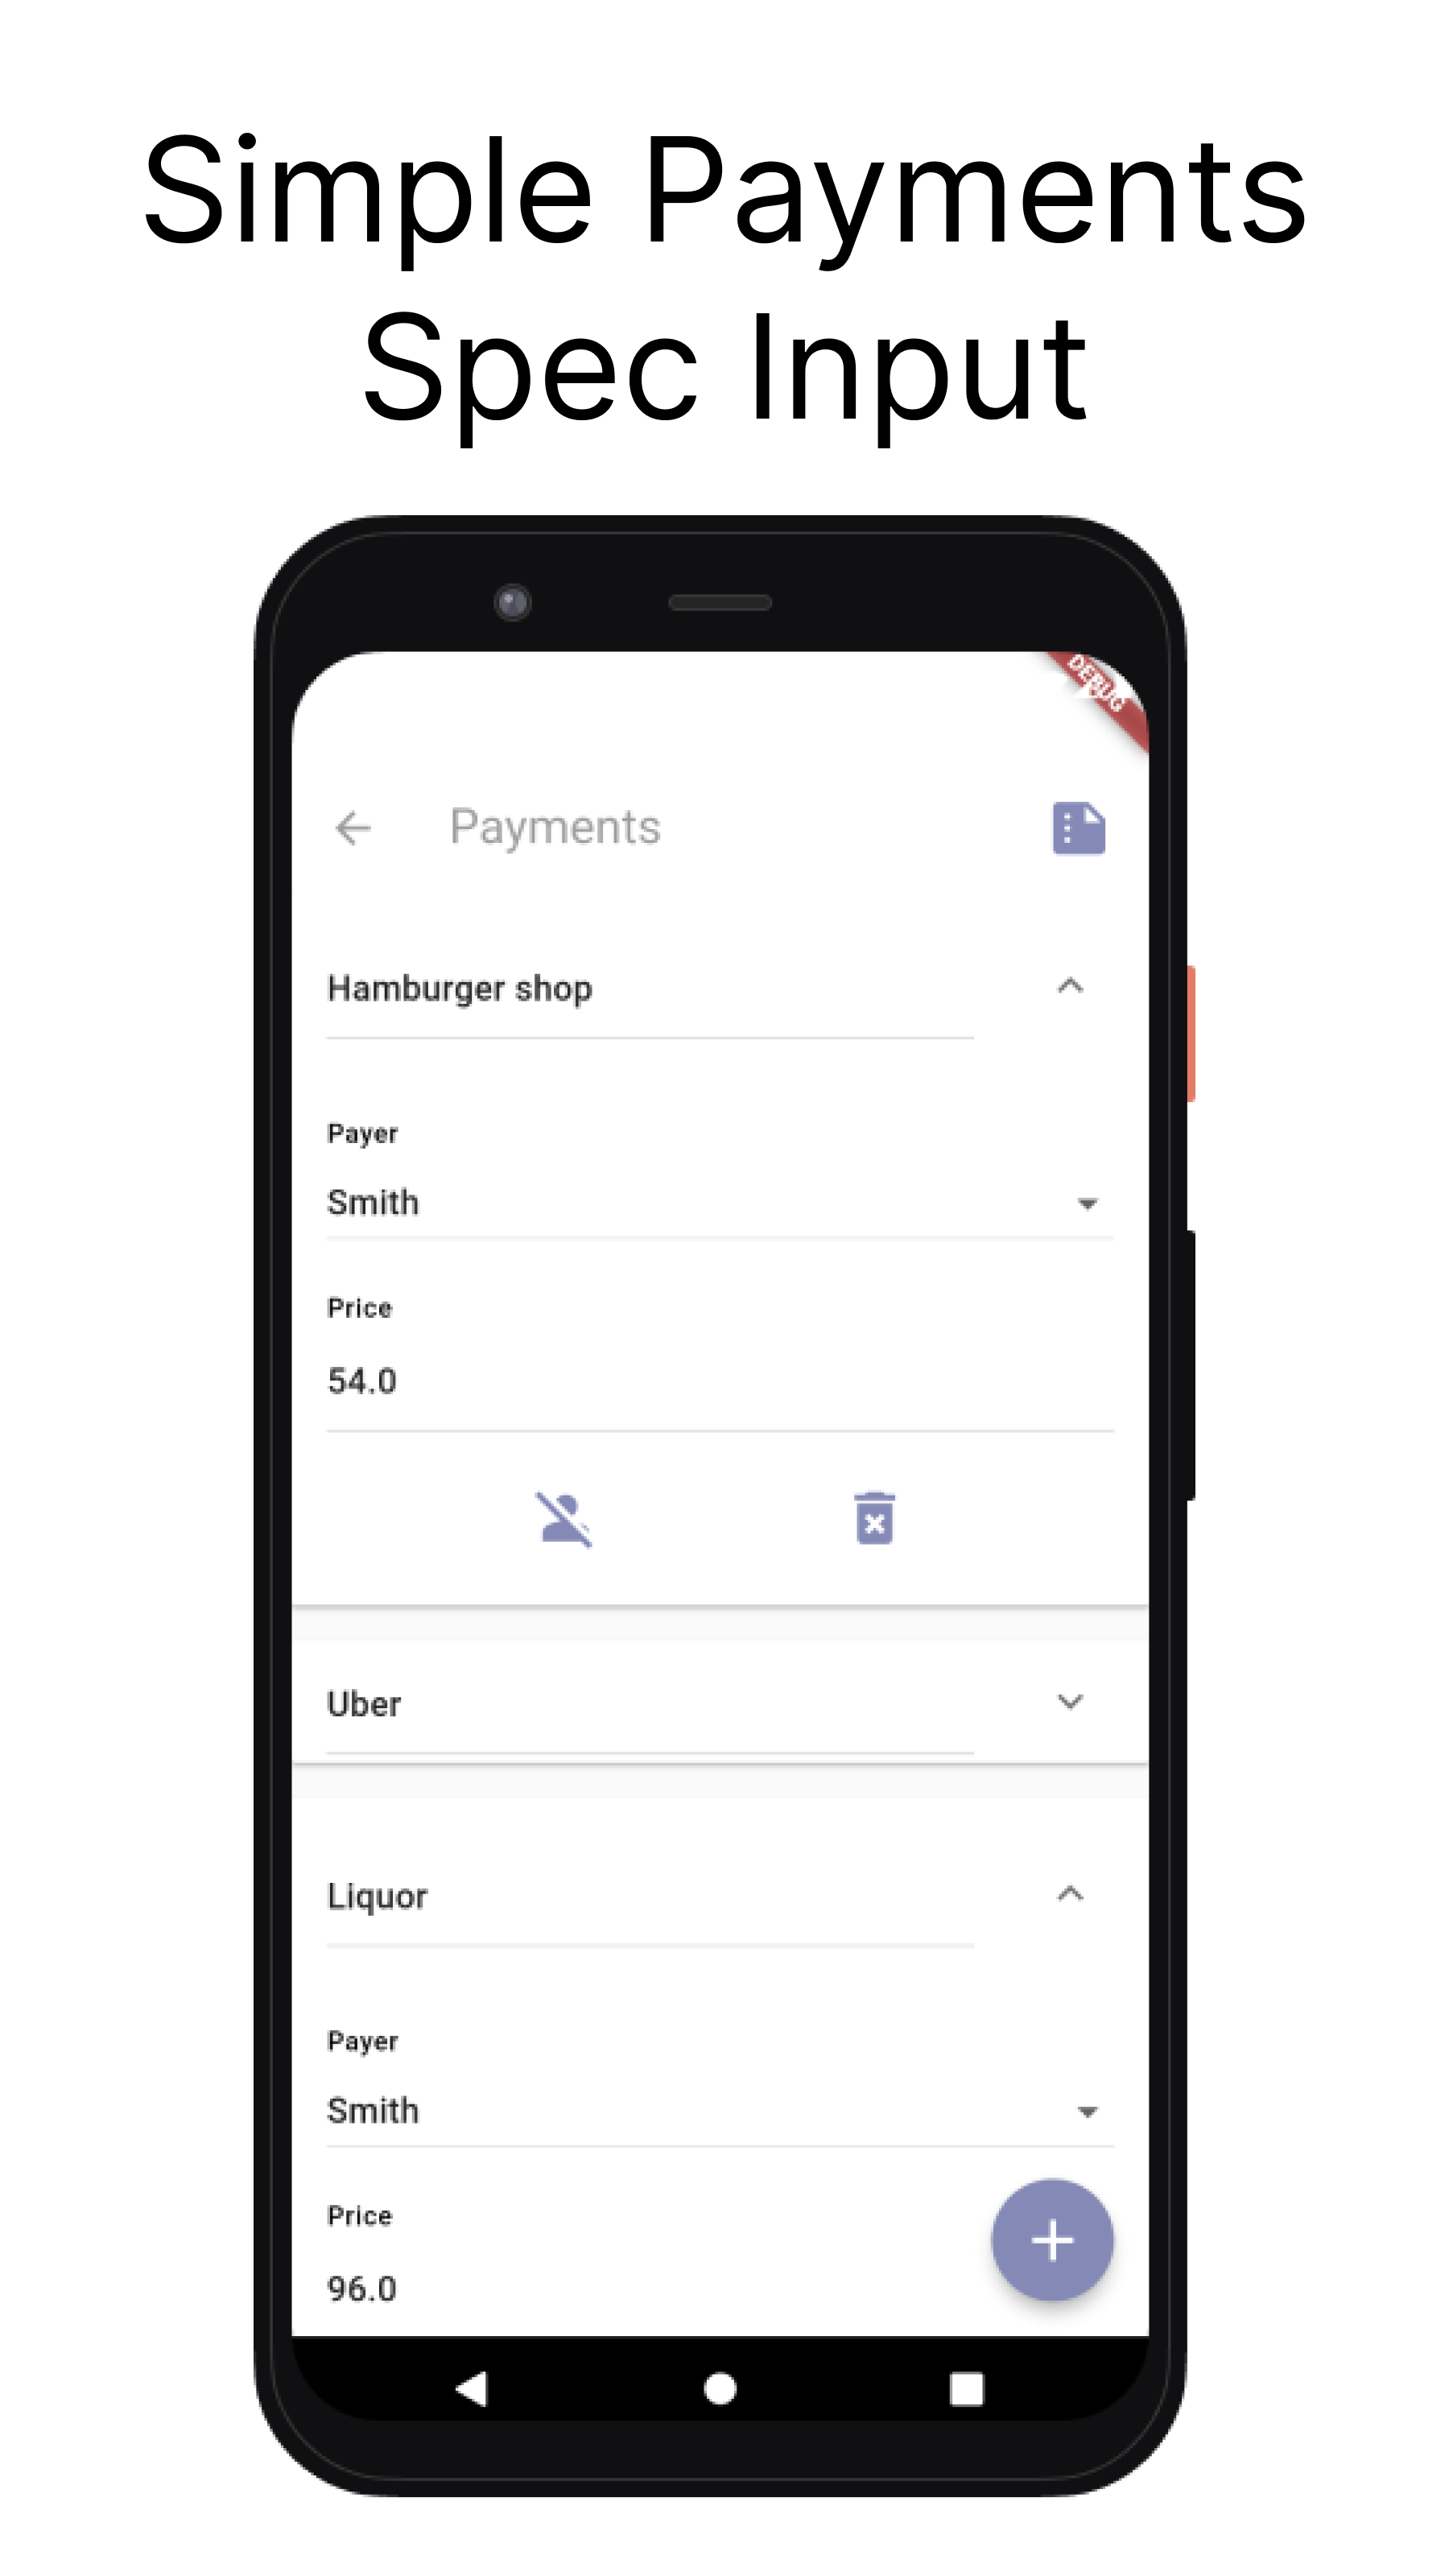 Simple Payments
Spec Input
DEBUG
Payments
Hamburger shop
Payer
Smith
Price
54.0
Uber
Liquor
Payer
Smith
Price
96.0